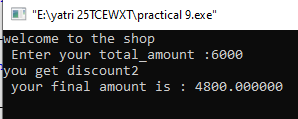 "E:\yatri 25TCEWXT\practical 9.exe"
welcome to the shop
 Enter your total_amount :6000
you get discount2
 your final amount is : 4800.000000